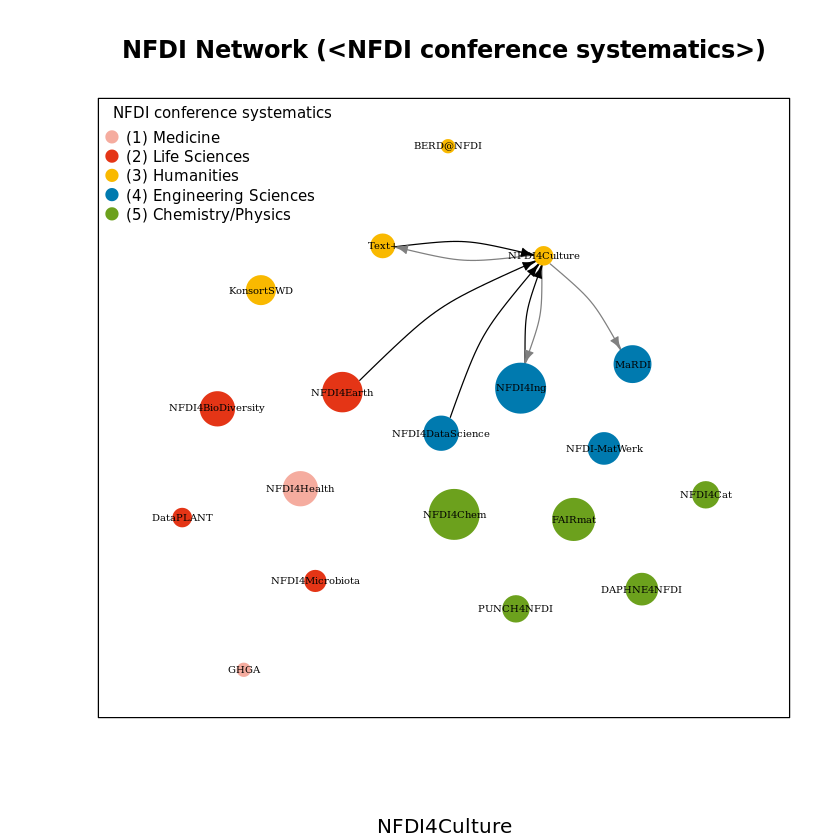 NFDI Network (<NFDI conference systematics>)
NFDI conference systematics
(1) Medicine
(2) Life Sciences
(3) Humanities
(4) Engineering Sciences
(5) Chemistry/Physics
BERD@NFDI
Text+
NFDI4Culture
KonsortSWD
MaRDI
NFDI4Ing
NFDI4Earth
NFDI4BioDiversity
NFDI4DataScience
NFDI-MatWerk
NFDI4Health
NFDI4Cat
NFDI4Chem
DataPLANT
FAIRmat
NFDI4Microbiota
DAPHNE4NFDI
PUNCH4NFDI
GHGA
NFDI4Culture